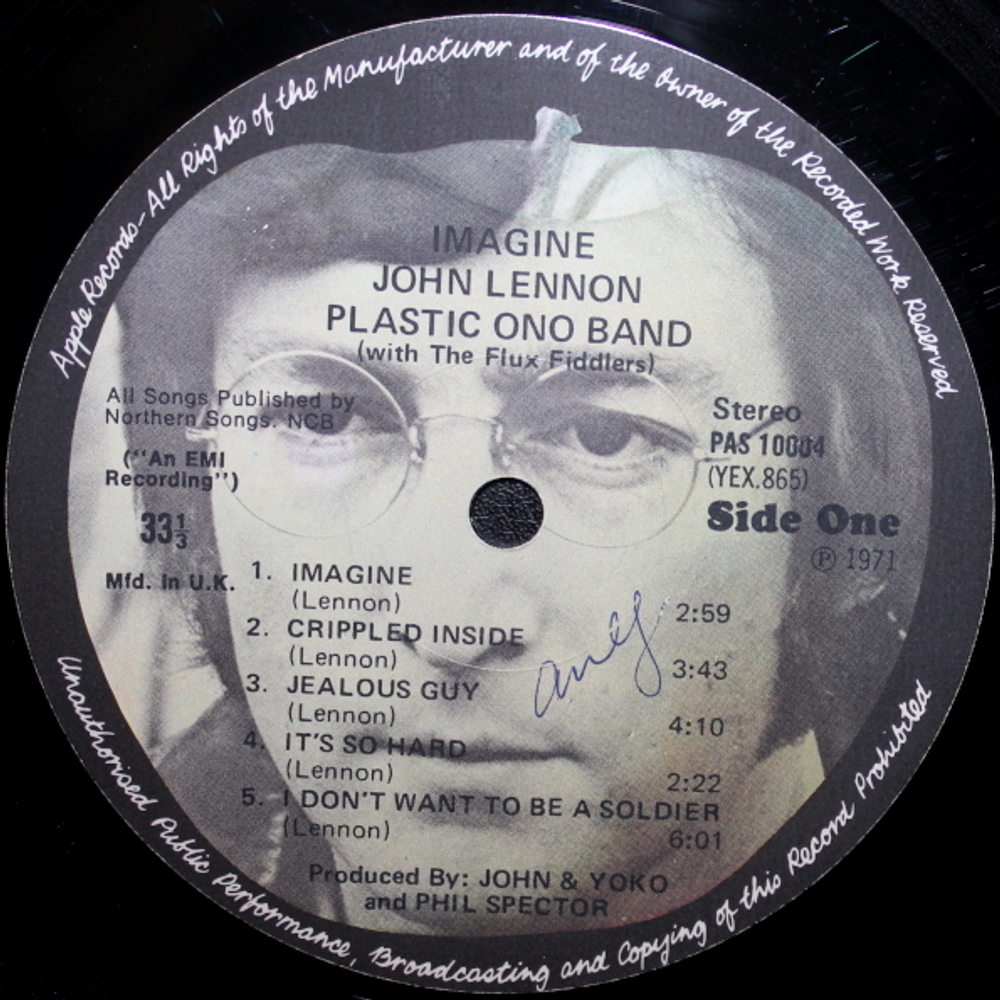 Apple Records-All Rights of the Manufacturer and of the Owner of the Recorded Work Reserved
IMAGINE
JOHN LENNON
PLASTIC ONO BAND
(with The Flux Fiddlers)
All Songs Published by
Northern Songs. NCB
("An EMI
Recording")
33⅓
Mfd. In U.K.
Stereo
PAS 10004
(YEX.865)
Side One
℗ 1971
1. IMAGINE
(Lennon) 2:59
2. CRIPPLED INSIDE
(Lennon) 3:43
3. JEALOUS GUY
(Lennon) 4:10
4. IT'S SO HARD
(Lennon) 2:22
5. I DON'T WANT TO BE A SOLDIER
(Lennon) 6:01
Produced By: JOHN & YOKO
and PHIL SPECTOR
Unauthorised Public Performance, Broadcasting and Copying of this Record Prohibited